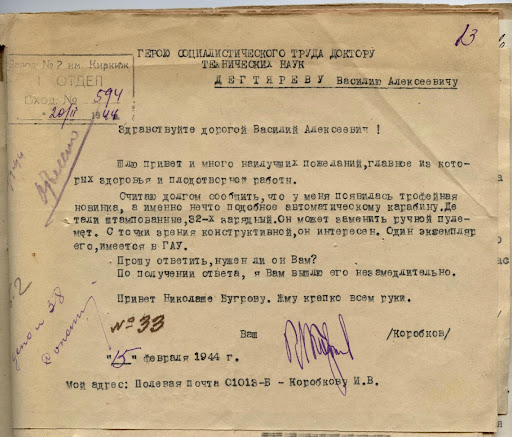 13
ГЕРОЮ СОЦИАЛИСТИЧЕСКОГО ТРУДА ДОКТОРУ
ТЕХНИЧЕСКИХ НАУК
ДЕГТЯРЕВУ Василию Алексеевичу
Завод № 2 им. Киркиж
I ОТДЕЛ
Вход. № 594
"20/II 1944
Здравствуйте дорогой Василий Алексеевич !
Шлю привет и много наилучших пожеланий,главное из кото-
рых здоровья и плодотворной работы.
Считаю долгом сообщить,что у меня появилась трофейная
новинка, а именно нечто подобное автоматическому карабину.Де
тали штампованные,32-х зарядный.Он может заменить ручной пуле-
мет. С точки зрения конструктивной,он интересен. Один экземпляр
его,имеется в ГАУ.
Прошу ответить,нужен ли он Вам?
По получении ответа, я Вам вышлю его незамедлительно.
Привет Николаше Бугрову. Жму крепко всем руки.
№ 33
Ваш /Коробков/
"15" февраля 1944 г.
Мой адрес: Полевая почта 01013-Б - Коробкову И.В.